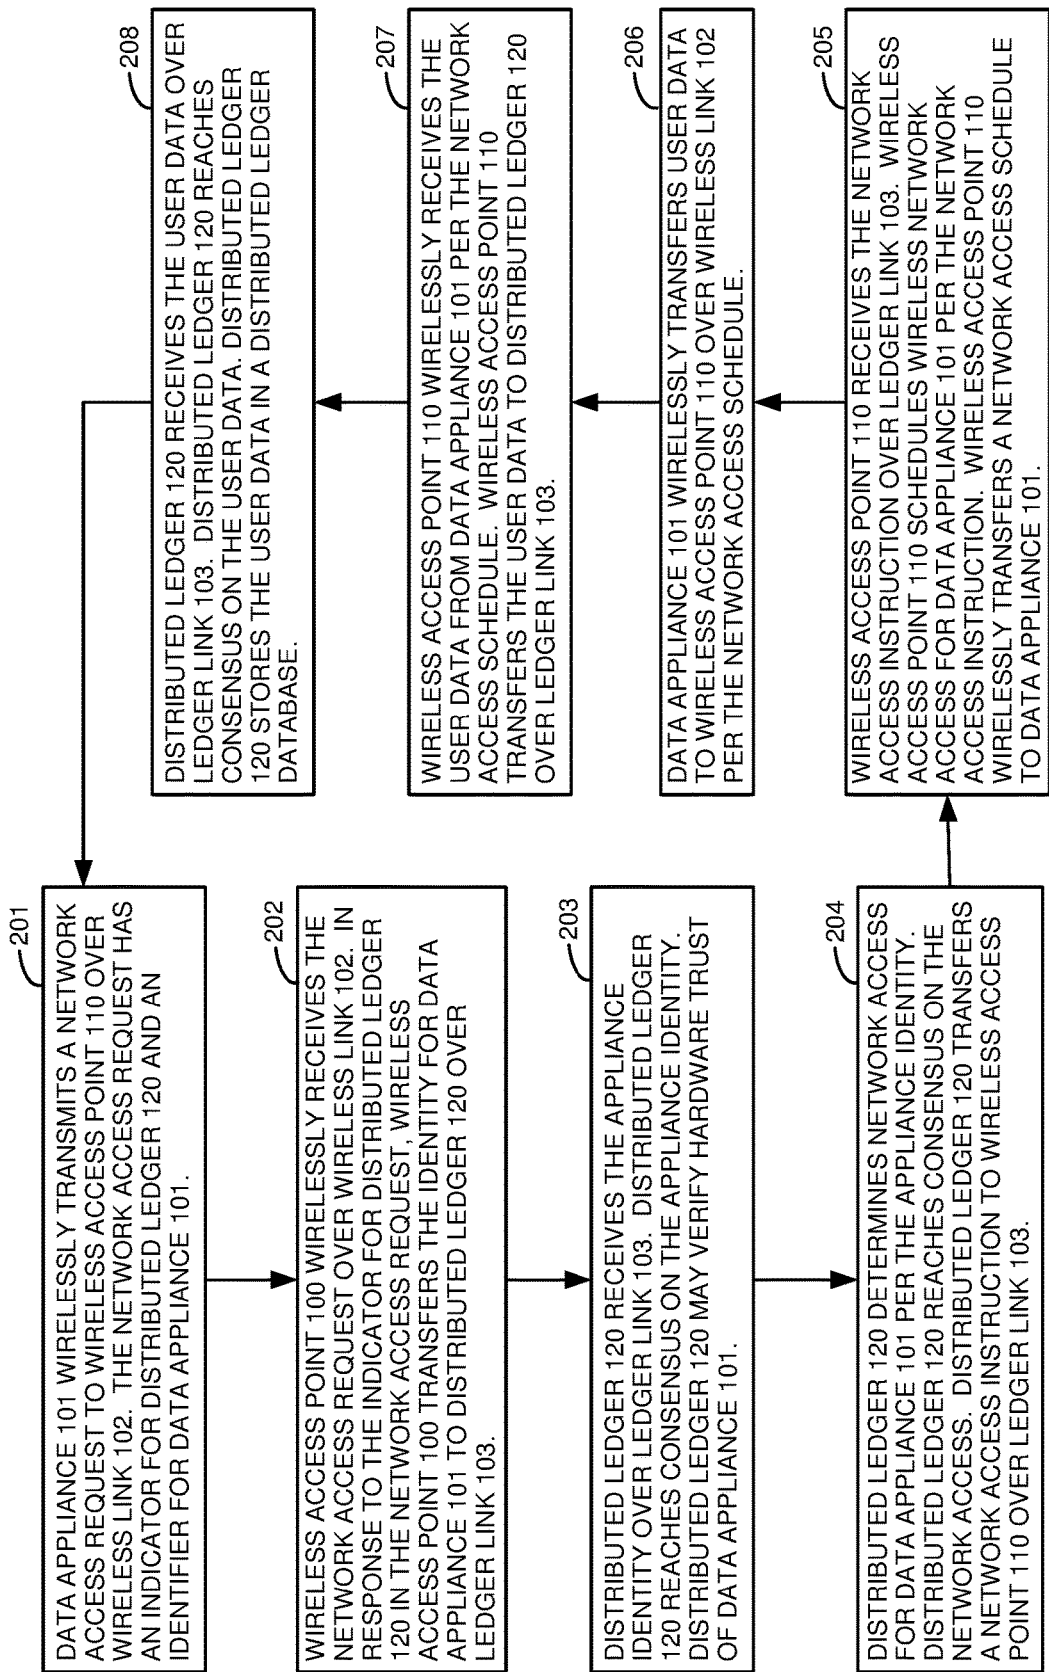 201
DATA APPLIANCE 101 WIRELESSLY TRANSMITS A NETWORK
ACCESS REQUEST TO WIRELESS ACCESS POINT 110 OVER
WIRELESS LINK 102.  THE NETWORK ACCESS REQUEST HAS
AN INDICATOR FOR DISTRIBUTED LEDGER 120 AND AN
IDENTIFIER FOR DATA APPLIANCE 101.
202
WIRELESS ACCESS POINT 100 WIRELESSLY RECEIVES THE
NETWORK ACCESS REQUEST OVER WIRELESS LINK 102.  IN
RESPONSE TO THE INDICATOR FOR DISTRIBUTED LEDGER
120 IN THE NETWORK ACCESS REQUEST, WIRELESS
ACCESS POINT 100 TRANSFERS THE IDENTITY FOR DATA
APPLIANCE 101 TO DISTRIBUTED LEDGER 120 OVER
LEDGER LINK 103.
203
DISTRIBUTED LEDGER 120 RECEIVES THE APPLIANCE
IDENTITY OVER LEDGER LINK 103.  DISTRIBUTED LEDGER
120 REACHES CONSENSUS ON THE APPLIANCE IDENTITY.
DISTRIBUTED LEDGER 120 MAY VERIFY HARDWARE TRUST
OF DATA APPLIANCE 101.
204
DISTRIBUTED LEDGER 120 DETERMINES NETWORK ACCESS
FOR DATA APPLIANCE 101 PER THE APPLIANCE IDENTITY.
DISTRIBUTED LEDGER 120 REACHES CONSENSUS ON THE
NETWORK ACCESS.  DISTRIBUTED LEDGER 120 TRANSFERS
A NETWORK ACCESS INSTRUCTION TO WIRELESS ACCESS
POINT 110 OVER LEDGER LINK 103.
205
WIRELESS ACCESS POINT 110 RECEIVES THE NETWORK
ACCESS INSTRUCTION OVER LEDGER LINK 103.  WIRELESS
ACCESS POINT 110 SCHEDULES WIRELESS NETWORK
ACCESS FOR DATA APPLIANCE 101 PER THE NETWORK
ACCESS INSTRUCTION.  WIRELESS ACCESS POINT 110
WIRELESSLY TRANSFERS A NETWORK ACCESS SCHEDULE
TO DATA APPLIANCE 101.
206
DATA APPLIANCE 101 WIRELESSLY TRANSFERS USER DATA
TO WIRELESS ACCESS POINT 110 OVER WIRELESS LINK 102
PER THE NETWORK ACCESS SCHEDULE.
207
WIRELESS ACCESS POINT 110 WIRELESSLY RECEIVES THE
USER DATA FROM DATA APPLIANCE 101 PER THE NETWORK
ACCESS SCHEDULE.  WIRELESS ACCESS POINT 110
TRANSFERS THE USER DATA TO DISTRIBUTED LEDGER 120
OVER LEDGER LINK 103.
208
DISTRIBUTED LEDGER 120 RECEIVES THE USER DATA OVER
LEDGER LINK 103.  DISTRIBUTED LEDGER 120 REACHES
CONSENSUS ON THE USER DATA. DISTRIBUTED LEDGER
120 STORES THE USER DATA IN A DISTRIBUTED LEDGER
DATABASE.